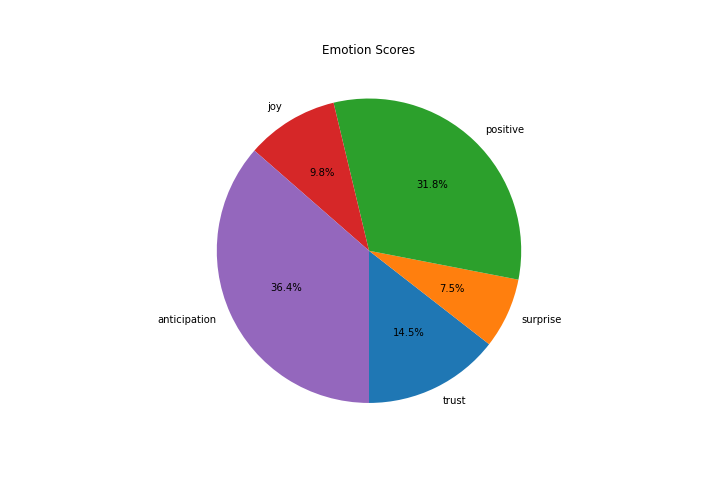 Emotion Scores
joy
positive
9.8%
31.8%
36.4%
7.5%
anticipation
surprise
14.5%
trust